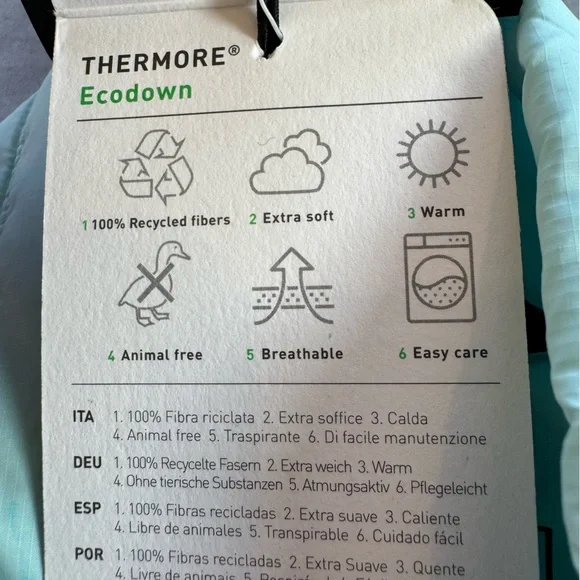 THERMORE®
Ecodown
1 100% Recycled fibers 2 Extra soft 3 Warm
4 Animal free 5 Breathable 6 Easy care
ITA 1. 100% Fibra riciclata 2. Extra soffice 3. Calda
4. Animal free 5. Traspirante 6. Di facile manutenzione
DEU 1. 100% Recycelte Fasern 2. Extra weich 3. Warm
4. Ohne tierische Substanzen 5. Atmungsaktiv 6. Pflegeleicht
ESP 1. 100% Fibras recicladas 2. Extra suave 3. Caliente
4. Libre de animales 5. Transpirable 6. Cuidado fácil
POR 1. 100% Fibras recicladas 2. Extra Suave 3. Quente
4. Livre de animais 5.